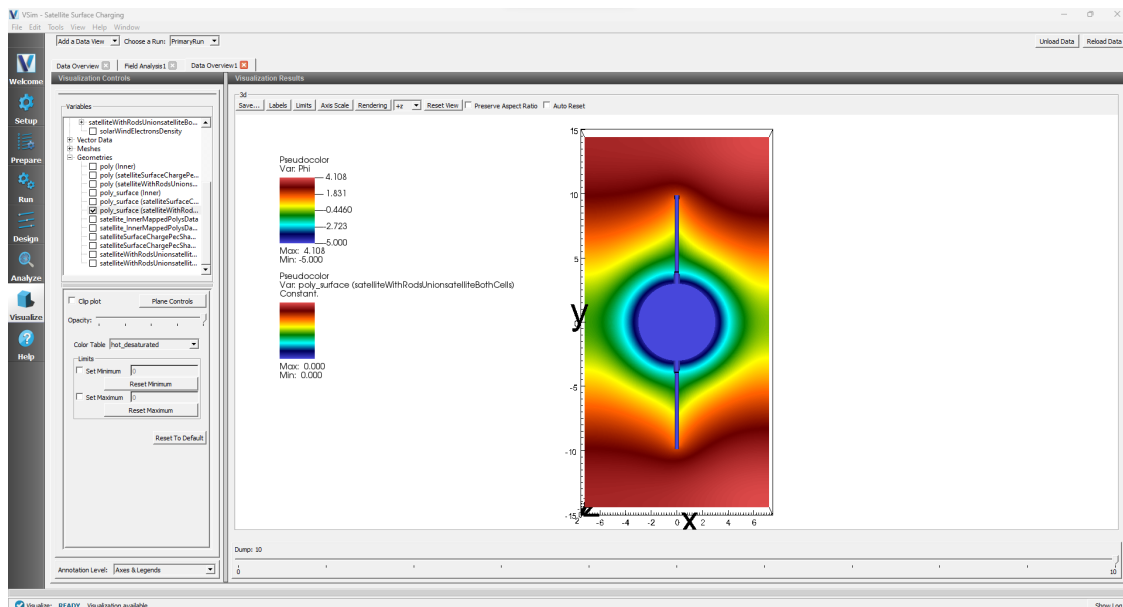 VSim - Satellite Surface Charging
File Edit Tools View Help Window
Add a Data View Choose a Run: PrimaryRun Unload Data Reload Data
Data Overview Field Analysis1 Data Overview1
Welcome
Setup
Prepare
Run
Design
Analyze
Visualize
Help
Visualization Controls
Variables
satelliteWithRodsUnionsatelliteBo...
solarWindElectronsDensity
Vector Data
Meshes
Geometries
poly (Inner)
poly (satelliteSurfaceChargePe...
poly (satelliteWithRodsUnions...
poly_surface (Inner)
poly_surface (satelliteSurfaceC...
poly_surface (satelliteWithRod...
satellite_InnerMappedPolysData
satellite_InnerMappedPolysDa...
satelliteSurfaceChargePecSha...
satelliteSurfaceChargePecSha...
satelliteWithRodsUnionsatellit...
satelliteWithRodsUnionsatellit...
Clip plot Plane Controls
Opacity:
Color Table hot_desaturated
Limits
Set Minimum 0
Reset Minimum
Set Maximum 0
Reset Maximum
Reset To Default
Annotation Level: Axes & Legends
Visualization Results
3d
Save... Labels Limits Axis Scale Rendering +z Reset View Preserve Aspect Ratio Auto Reset
Pseudocolor
Var: Phi
4.108
1.831
-0.4460
-2.723
-5.000
Max: 4.108
Min: -5.000
Pseudocolor
Var: poly_surface (satelliteWithRodsUnionsatelliteBothCells)
Constant.
Max: 0.000
Min: 0.000
15
10
5
y
-5
-10
-15
-6 -4 -2 0 2 4 6
x
Dump: 10
0 10
Visualize: READY Visualization available. Show Log